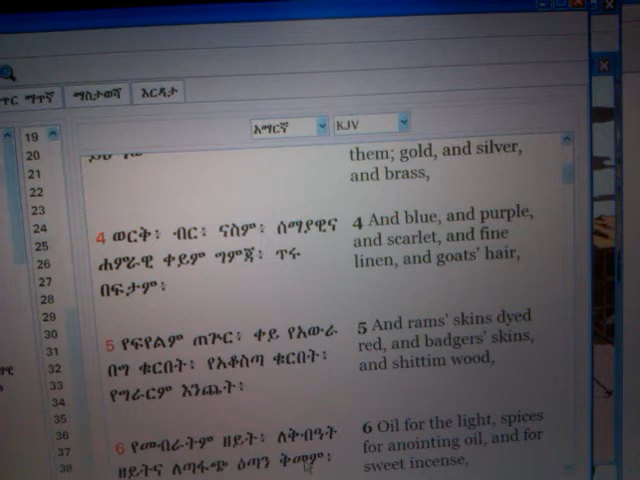 ጥር ማጥኛ ማስታወሻ እርዳታ
አማርኛ KJV
19
20
21
22
23
24
25
26
27
28
29
30
31
32
33
34
35
36
37
38
them; gold, and silver,
and brass,
4 ወርቅ፥ ብር፥ ናስም፥ ሰማያዊና
ሐምራዊ ቀይም ግምጃ፥ ጥሩ
በፍታም፥
4 And blue, and purple,
and scarlet, and fine
linen, and goats' hair,
5 የፍየልም ጠጕር፥ ቀይ የአውራ
በግ ቁርበት፥ የአቆስጣ ቁርበት፥
የግራርም እንጨት፥
5 And rams' skins dyed
red, and badgers' skins,
and shittim wood,
6 የመብራትም ዘይት፥ ለቅብዓት
ዘይትና ለጣፋጭ ዕጣን ቅመም፥
6 Oil for the light, spices
for anointing oil, and for
sweet incense,